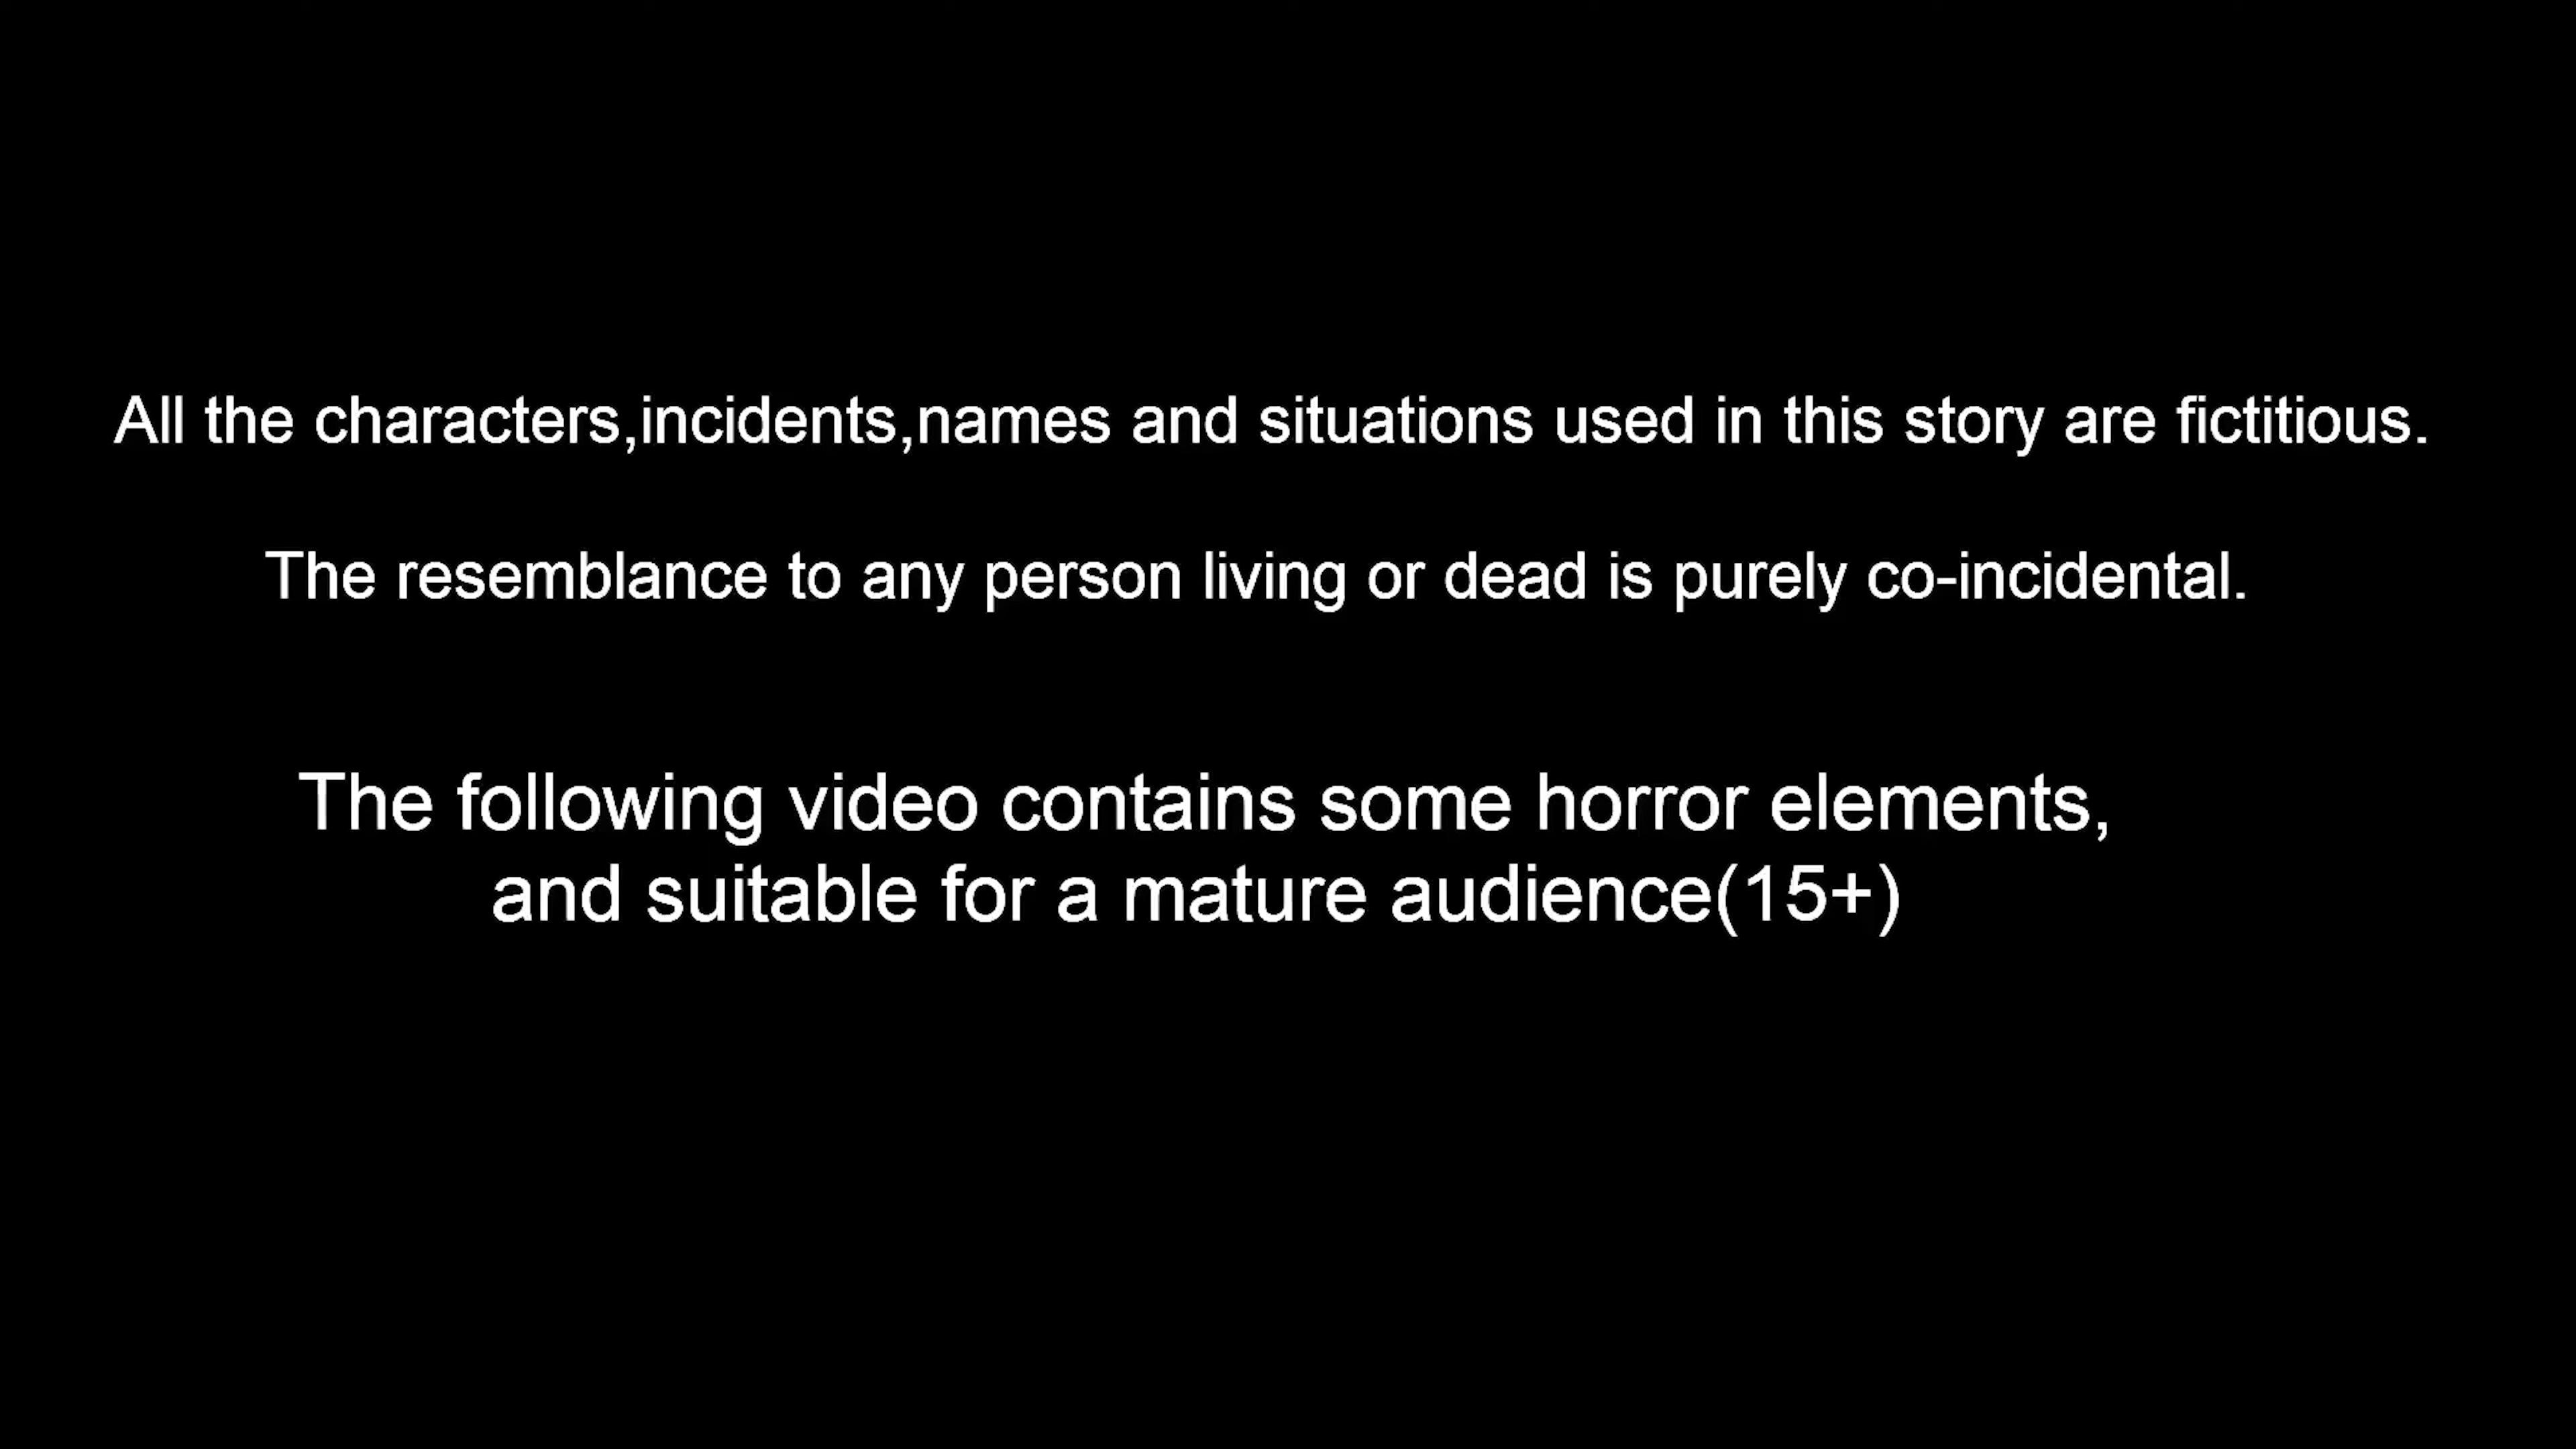 All the characters,incidents,names and situations used in this story are fictitious.
The resemblance to any person living or dead is purely co-incidental.
The following video contains some horror elements,
and suitable for a mature audience(15+)